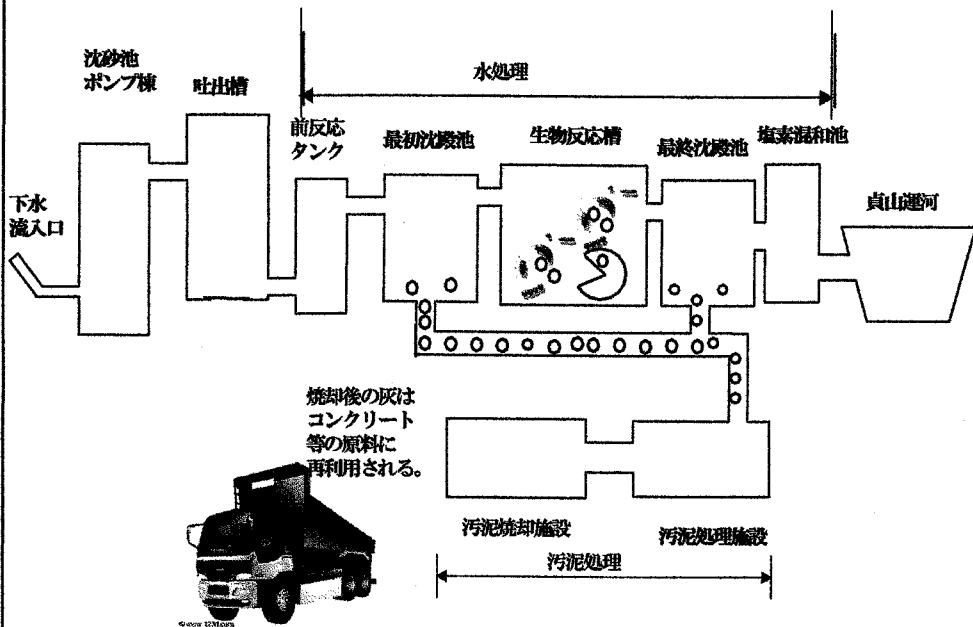 沈砂池
ポンプ棟
吐出槽
水処理
前反応
タンク
最初沈殿池
生物反応槽
最終沈殿池
塩素混和池
下水
流入口
貞山運河
焼却後の灰は
コンクリート
等の原料に
再利用される。
汚泥焼却施設
汚泥処理施設
汚泥処理